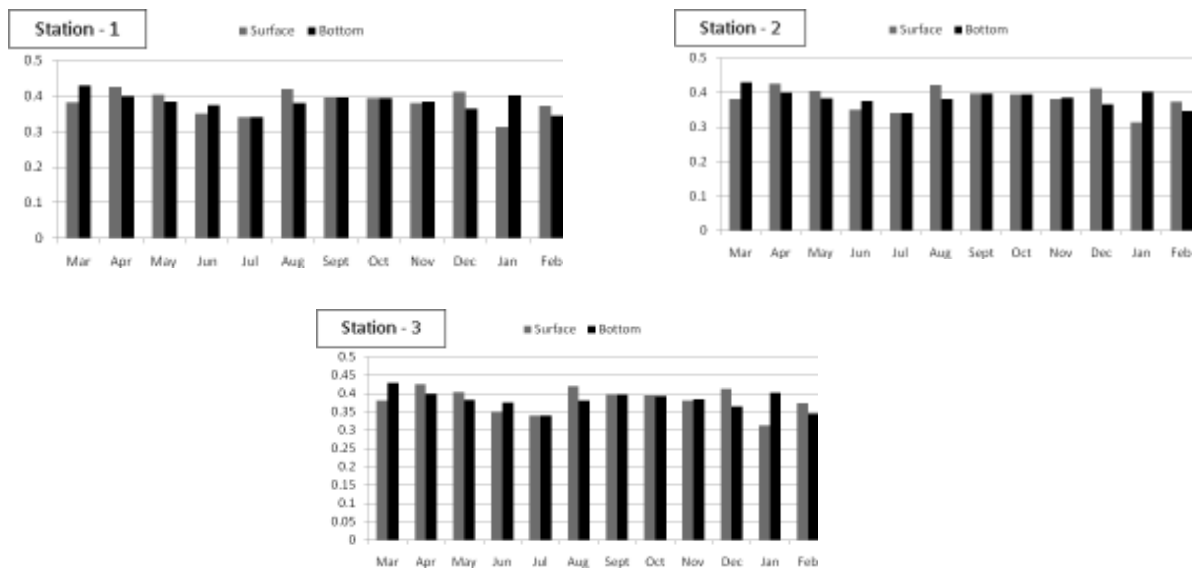 Station - 1
Surface Bottom
0.5
0.4
0.3
0.2
0.1
0
Mar Apr May Jun Jul Aug Sept Oct Nov Dec Jan Feb
Station - 2
Surface Bottom
0.5
0.4
0.3
0.2
0.1
0
Mar Apr May Jun Jul Aug Sept Oct Nov Dec Jan Feb
Station - 3
Surface Bottom
0.5
0.45
0.4
0.35
0.3
0.25
0.2
0.15
0.1
0.05
0
Mar Apr May Jun Jul Aug Sept Oct Nov Dec Jan Feb